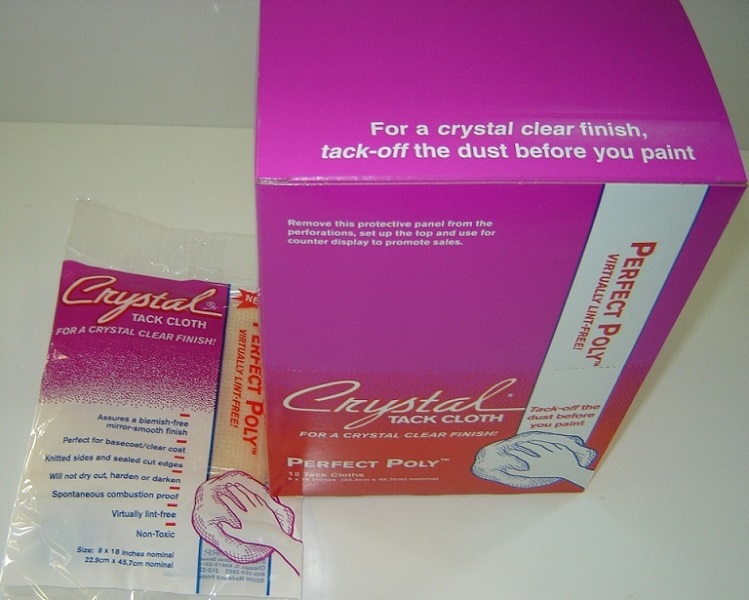 For a crystal clear finish,
tack-off the dust before you paint
Remove this protective panel from the
perforations, set up the top and use for
counter display to promote sales.
PERFECT POLY™
VIRTUALLY LINT-FREE!
Crystal®
TACK CLOTH
FOR A CRYSTAL CLEAR FINISH!
PERFECT POLY™
12 Tack Cloths
Tack-off the
dust before
you paint
Crystal®
TACK CLOTH
FOR A CRYSTAL CLEAR FINISH!
PERFECT POLY™
VIRTUALLY LINT-FREE!
Assures a blemish-free
mirror-smooth finish
Perfect for basecoat/clear coat
Knitted sides and sealed cut edges
Will not dry out, harden or darken
Spontaneous combustion proof
Virtually lint-free
Non-Toxic
Size: 9 x 18 inches nominal
22.9cm x 45.7cm nominal